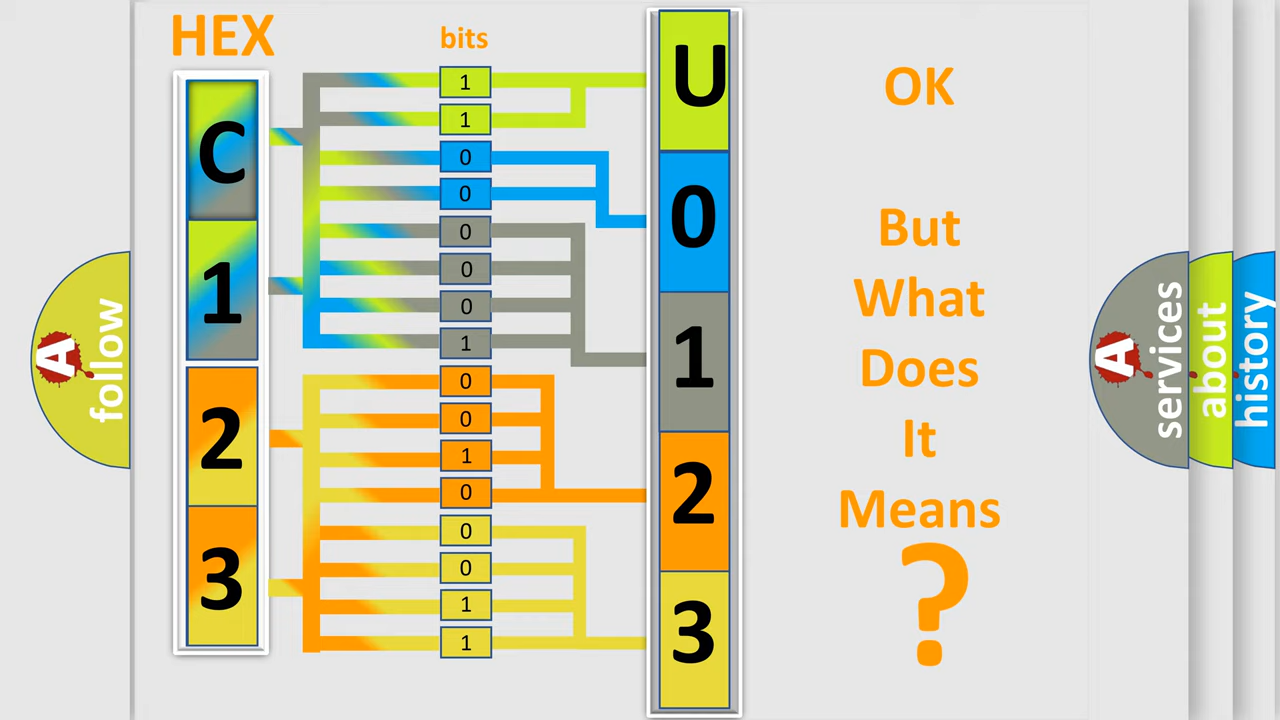 HEX
bits
C
1
2
3
1
1
0
0
0
0
0
1
0
0
1
0
0
0
1
1
U
0
1
2
3
OK
But
What
Does
It
Means
?
A
follow
A
services
about
history